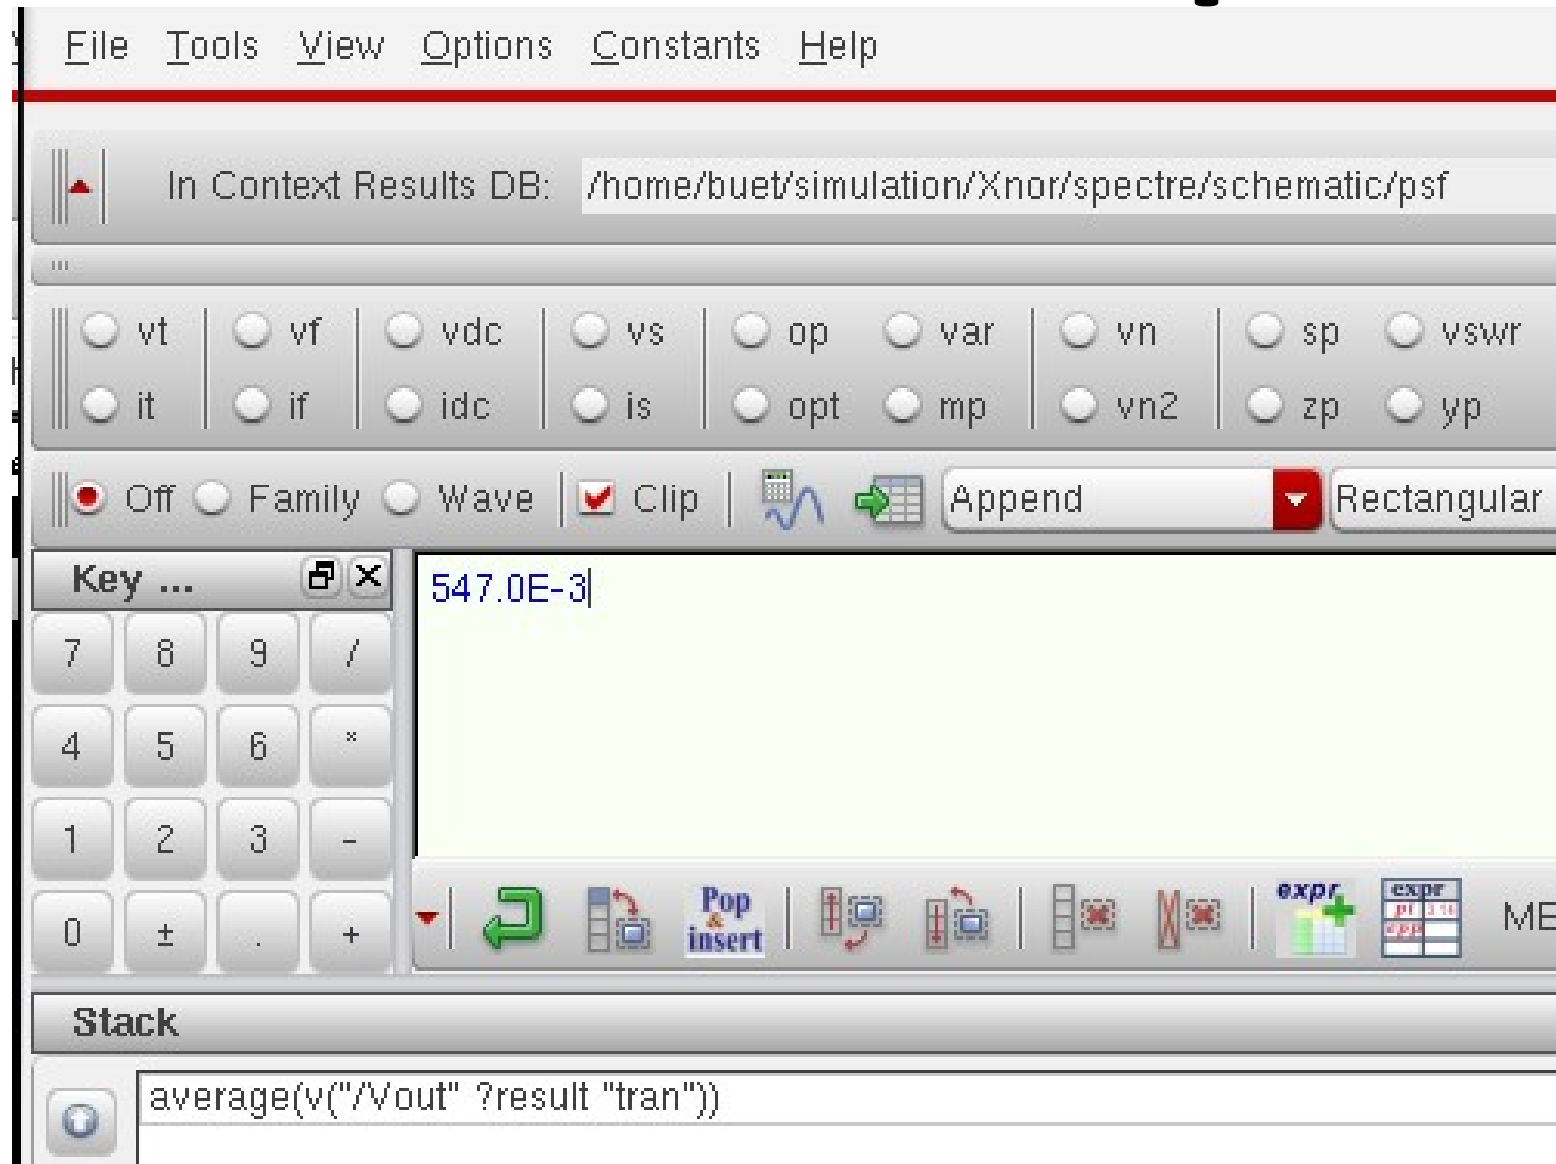 File Tools View Options Constants Help
In Context Results DB: /home/buet/simulation/Xnor/spectre/schematic/psf
vt vf vdc vs op var vn sp vswr
it if idc is opt mp vn2 zp yp
Off Family Wave Clip Append Rectangular
Key ...
547.0E-3
7 8 9 /
4 5 6 *
1 2 3 -
0 ± . +
Pop & insert
expr
expr
ME
Stack
average(v("/Vout" ?result "tran"))